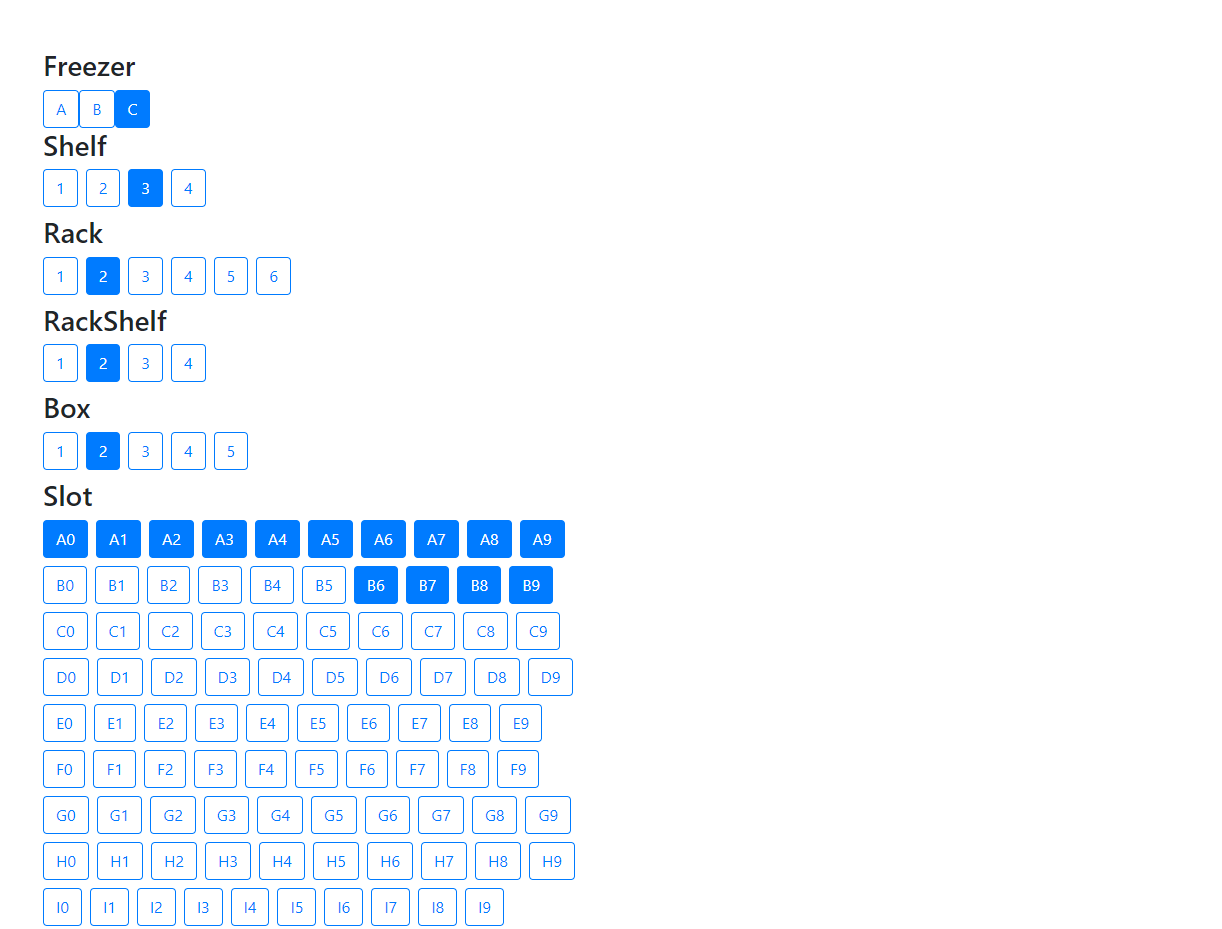 Freezer
A B C
Shelf
1 2 3 4
Rack
1 2 3 4 5 6
RackShelf
1 2 3 4
Box
1 2 3 4 5
Slot
A0 A1 A2 A3 A4 A5 A6 A7 A8 A9
B0 B1 B2 B3 B4 B5 B6 B7 B8 B9
C0 C1 C2 C3 C4 C5 C6 C7 C8 C9
D0 D1 D2 D3 D4 D5 D6 D7 D8 D9
E0 E1 E2 E3 E4 E5 E6 E7 E8 E9
F0 F1 F2 F3 F4 F5 F6 F7 F8 F9
G0 G1 G2 G3 G4 G5 G6 G7 G8 G9
H0 H1 H2 H3 H4 H5 H6 H7 H8 H9
I0 I1 I2 I3 I4 I5 I6 I7 I8 I9